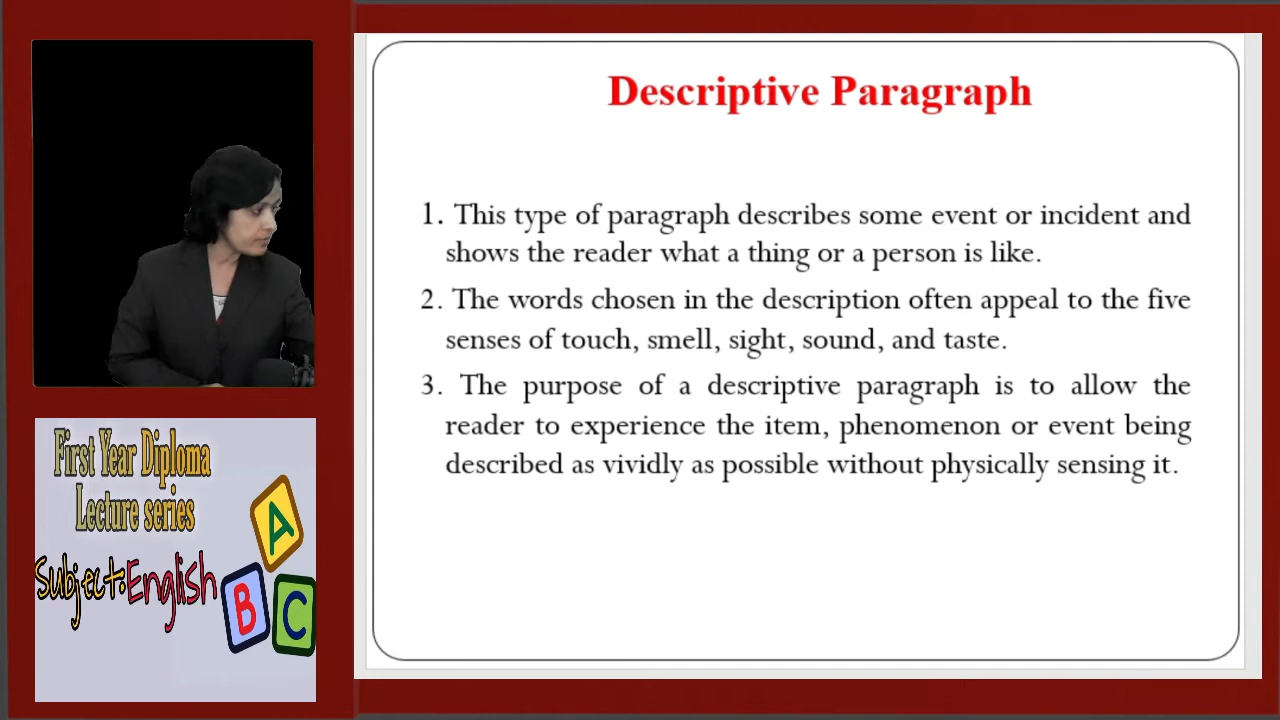 Descriptive Paragraph
1. This type of paragraph describes some event or incident and
shows the reader what a thing or a person is like.
2. The words chosen in the description often appeal to the five
senses of touch, smell, sight, sound, and taste.
3. The purpose of a descriptive paragraph is to allow the
reader to experience the item, phenomenon or event being
described as vividly as possible without physically sensing it.
First Year Diploma
Lecture series
Subject:English
A
B
C